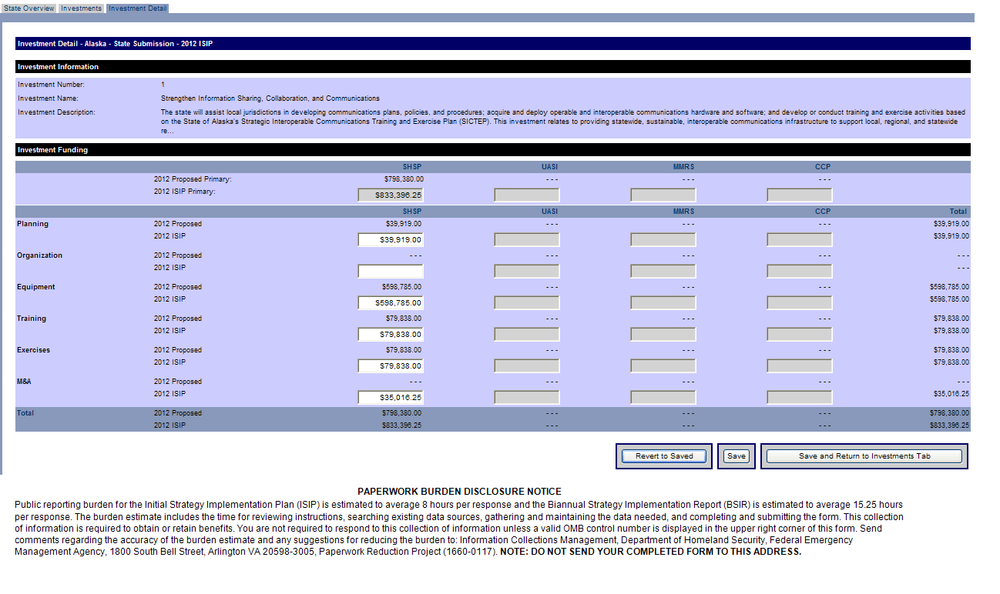 State Overview Investments Investment Detail
Investment Detail - Alaska - State Submission - 2012 ISIP
Investment Information
Investment Number: 1
Investment Name: Strengthen Information Sharing, Collaboration, and Communications
Investment Description: The state will assist local jurisdictions in developing communications plans, policies, and procedures; acquire and deploy operable and interoperable communications hardware and software; and develop or conduct training and exercise activities based
on the State of Alaska's Strategic Interoperable Communications Training and Exercise Plan (SICTEP). This investment relates to providing statewide, sustainable, interoperable communications infrastructure to support local, regional, and statewide
re...
Investment Funding
SHSP UASI MMRS CCP
2012 Proposed Primary: $798,380.00 --- --- ---
2012 ISIP Primary: $833,396.25
SHSP UASI MMRS CCP Total
Planning 2012 Proposed $39,919.00 --- --- --- $39,919.00
2012 ISIP $39,919.00 $39,919.00
Organization 2012 Proposed --- --- --- --- ---
2012 ISIP ---
Equipment 2012 Proposed $598,785.00 --- --- --- $598,785.00
2012 ISIP $598,785.00 $598,785.00
Training 2012 Proposed $79,838.00 --- --- --- $79,838.00
2012 ISIP $79,838.00 $79,838.00
Exercises 2012 Proposed $79,838.00 --- --- --- $79,838.00
2012 ISIP $79,838.00 $79,838.00
M&A 2012 Proposed --- --- --- --- ---
2012 ISIP $35,016.25 $35,016.25
Total 2012 Proposed $798,380.00 --- --- --- $798,380.00
2012 ISIP $833,396.25 --- --- --- $833,396.25
Revert to Saved Save Save and Return to Investments Tab
PAPERWORK BURDEN DISCLOSURE NOTICE
Public reporting burden for the Initial Strategy Implementation Plan (ISIP) is estimated to average 8 hours per response and the Biannual Strategy Implementation Report (BSIR) is estimated to average 15.25 hours
per response. The burden estimate includes the time for reviewing instructions, searching existing data sources, gathering and maintaining the data needed, and completing and submitting the form. This collection
of information is required to obtain or retain benefits. You are not required to respond to this collection of information unless a valid OMB control number is displayed in the upper right corner of this form. Send
comments regarding the accuracy of the burden estimate and any suggestions for reducing the burden to: Information Collections Management, Department of Homeland Security, Federal Emergency
Management Agency, 1800 South Bell Street, Arlington VA 20598-3005, Paperwork Reduction Project (1660-0117). NOTE: DO NOT SEND YOUR COMPLETED FORM TO THIS ADDRESS.